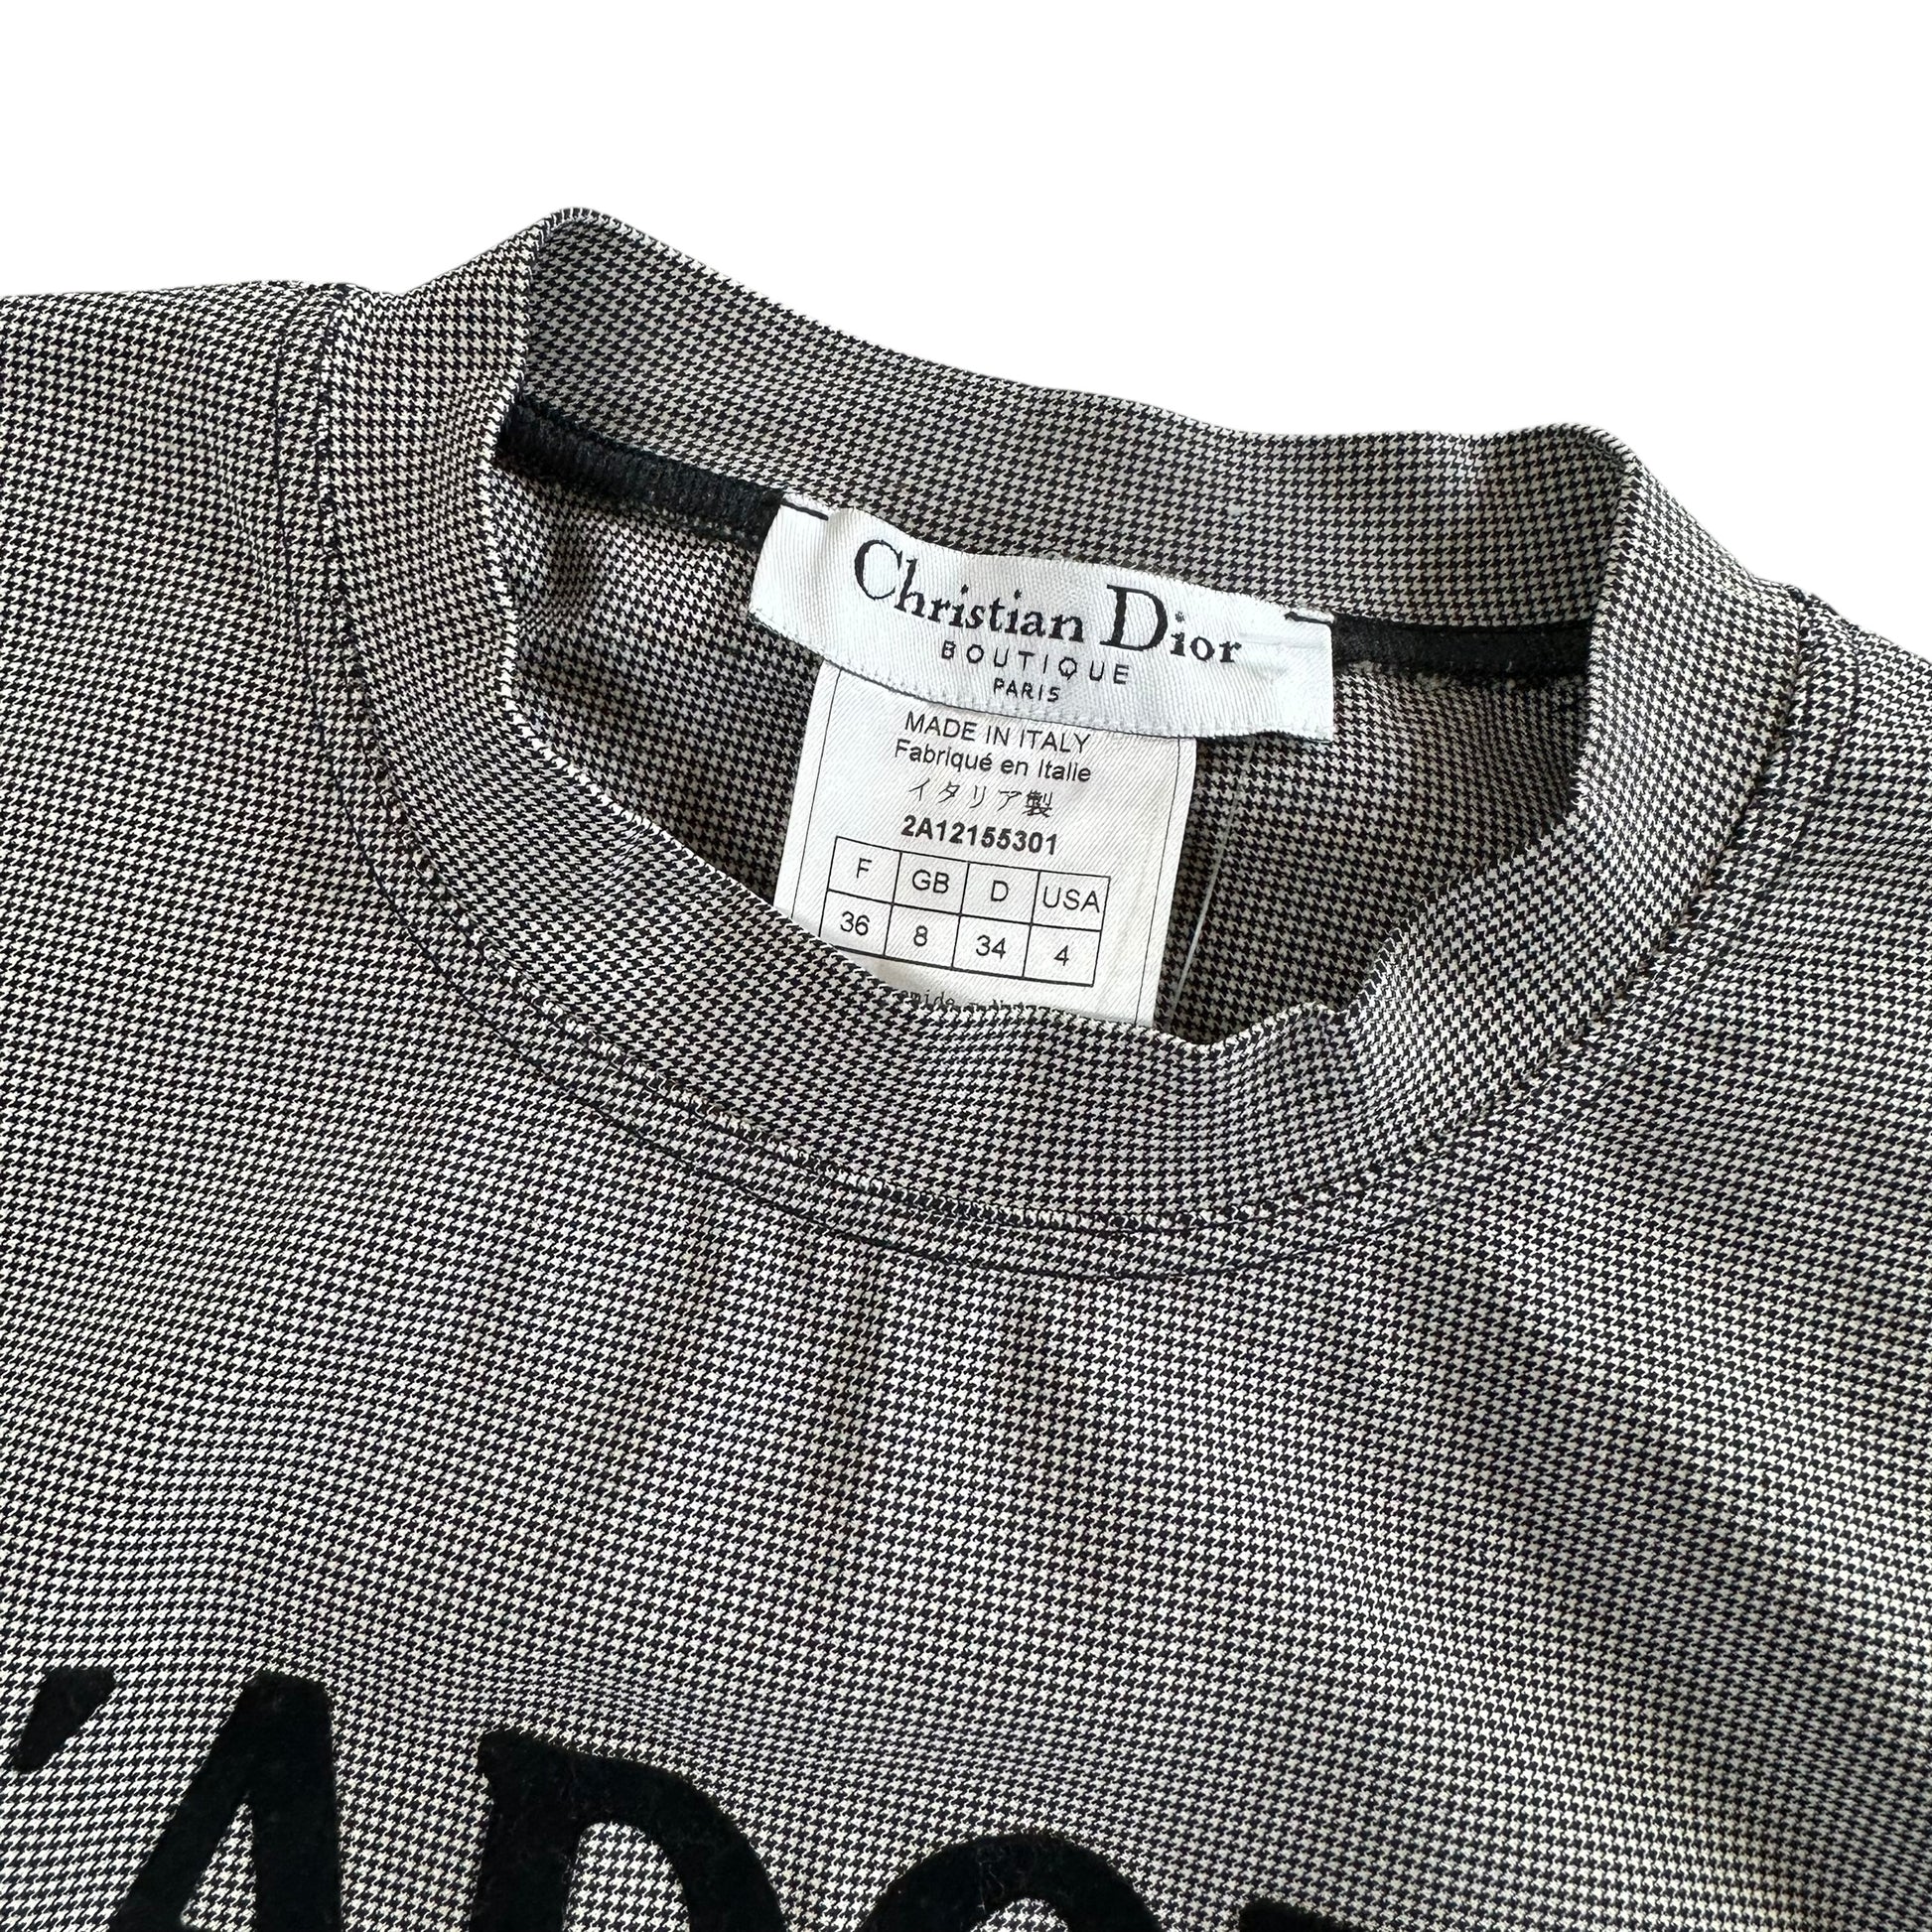 Christian Dior
BOUTIQUE
PARIS
MADE IN ITALY
Fabriqué en Italie
イタリア製
2A12155301
F GB D USA
36 8 34 4
'ADO